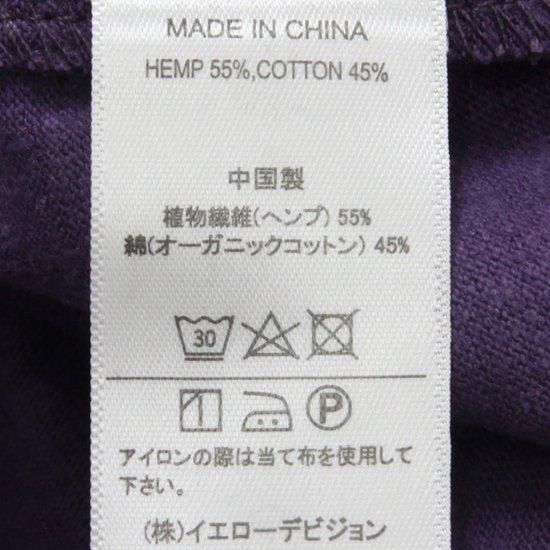 MADE IN CHINA
HEMP 55%,COTTON 45%
中国製
植物繊維(ヘンプ) 55%
綿(オーガニックコットン) 45%
30
P
アイロンの際は当て布を使用して
下さい。
(株)イエローデビジョン